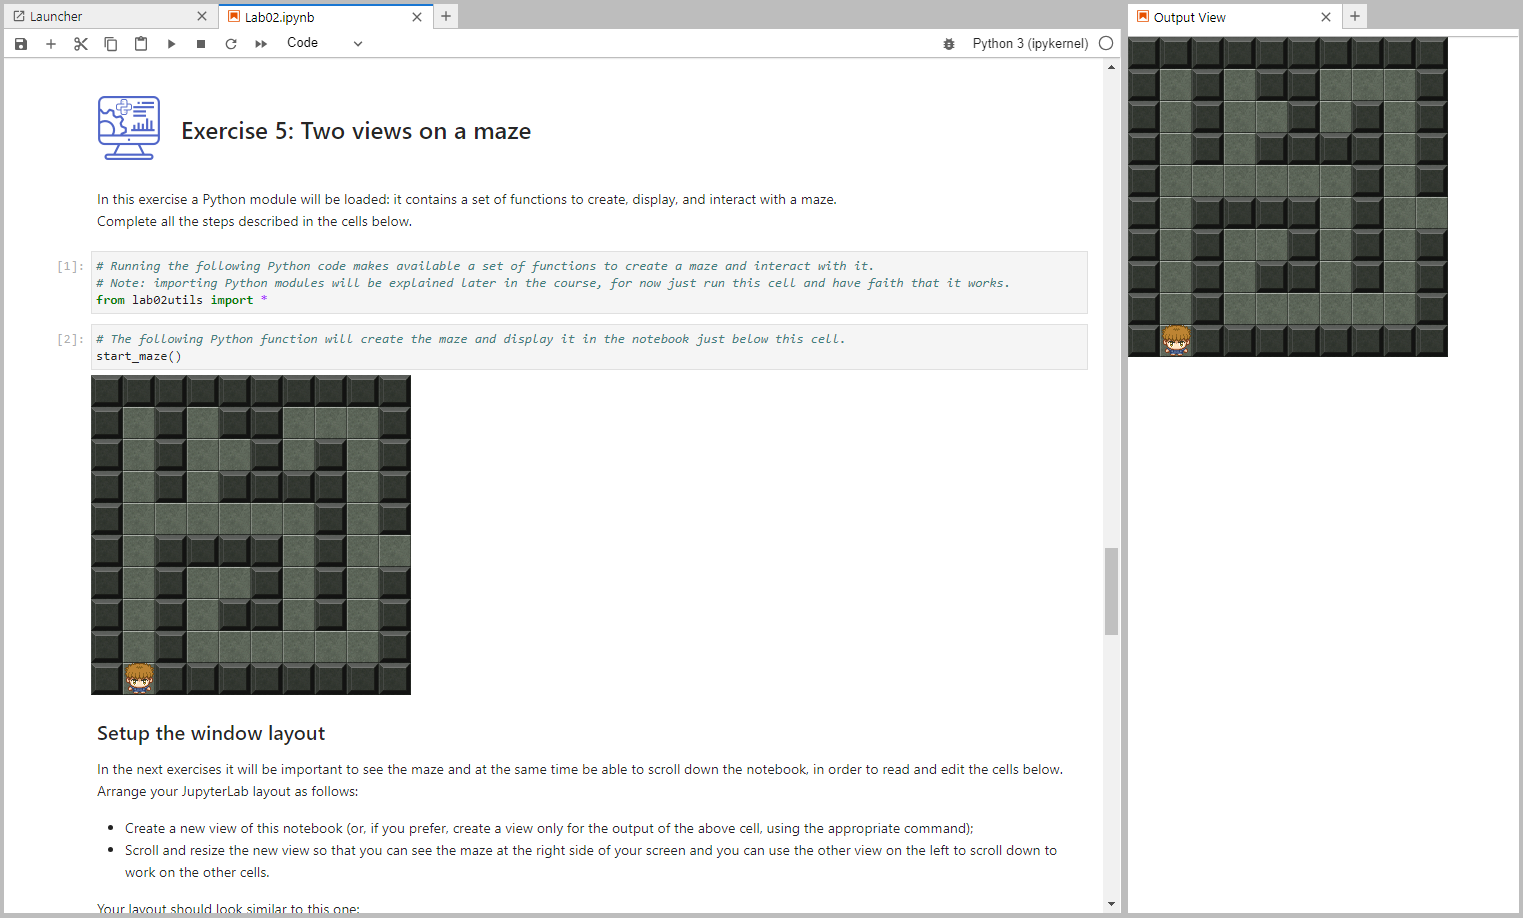 Launcher
Lab02.ipynb
Code
Python 3 (ipykernel)
Output View
Exercise 5: Two views on a maze
In this exercise a Python module will be loaded: it contains a set of functions to create, display, and interact with a maze.
Complete all the steps described in the cells below.
[1]:
# Running the following Python code makes available a set of functions to create a maze and interact with it.
# Note: importing Python modules will be explained later in the course, for now just run this cell and have faith that it works.
from lab02utils import *
[2]:
# The following Python function will create the maze and display it in the notebook just below this cell.
start_maze()
Setup the window layout
In the next exercises it will be important to see the maze and at the same time be able to scroll down the notebook, in order to read and edit the cells below.
Arrange your JupyterLab layout as follows:
• Create a new view of this notebook (or, if you prefer, create a view only for the output of the above cell, using the appropriate command);
• Scroll and resize the new view so that you can see the maze at the right side of your screen and you can use the other view on the left to scroll down to
work on the other cells.
Your layout should look similar to this one: